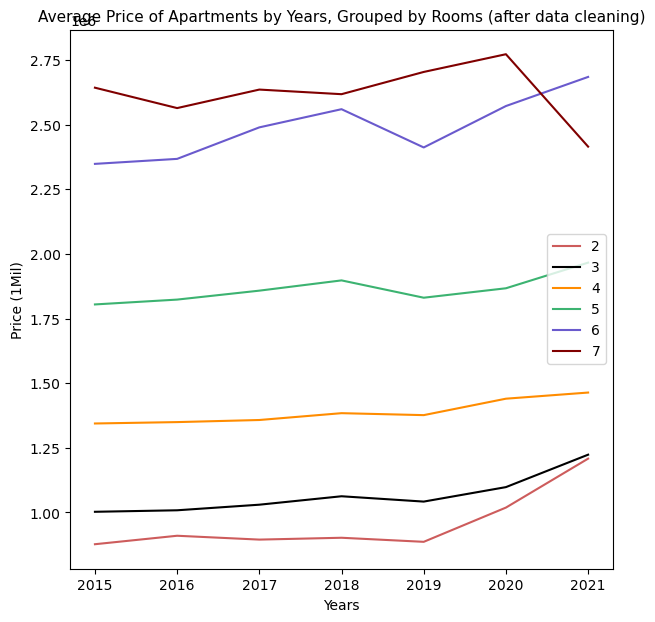 Average Price of Apartments by Years, Grouped by Rooms (after data cleaning)
1e6
2.75
2.50
2.25
2.00
1.75
1.50
1.25
1.00
Price (1Mil)
2
3
4
5
6
7
2015 2016 2017 2018 2019 2020 2021
Years